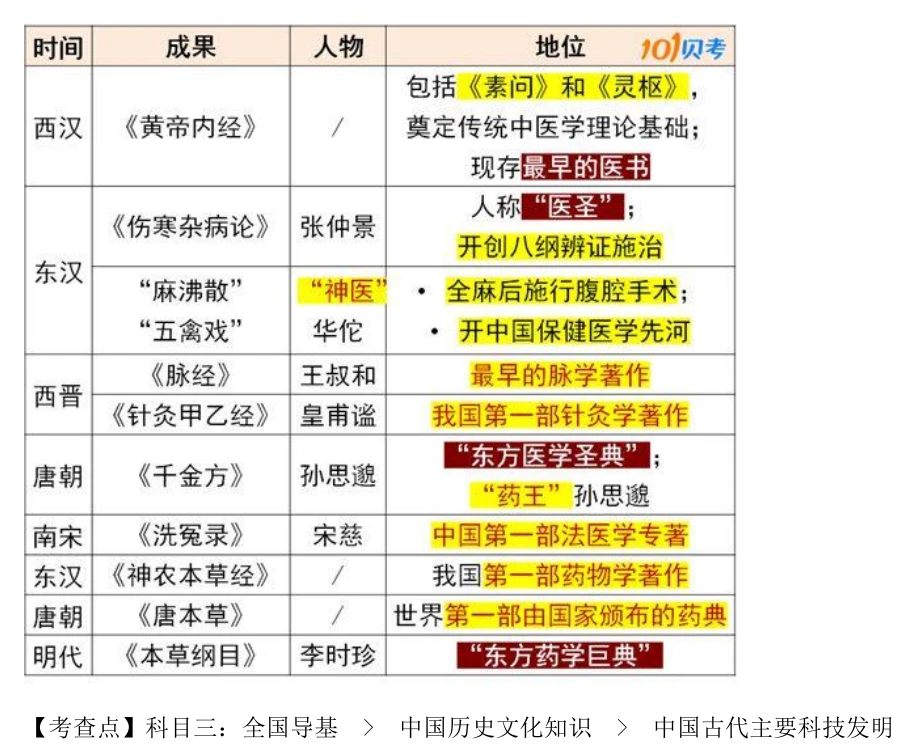 时间 成果 人物 地位 101贝考
西汉 《黄帝内经》 / 包括《素问》和《灵枢》，
奠定传统中医学理论基础；
现存最早的医书
东汉 《伤寒杂病论》 张仲景 人称“医圣”；
开创八纲辨证施治
“麻沸散” “神医” • 全麻后施行腹腔手术；
“五禽戏” 华佗 • 开中国保健医学先河
西晋 《脉经》 王叔和 最早的脉学著作
《针灸甲乙经》 皇甫谧 我国第一部针灸学著作
唐朝 《千金方》 孙思邈 “东方医学圣典”；
“药王”孙思邈
南宋 《洗冤录》 宋慈 中国第一部法医学专著
东汉 《神农本草经》 / 我国第一部药物学著作
唐朝 《唐本草》 / 世界第一部由国家颁布的药典
明代 《本草纲目》 李时珍 “东方药学巨典”
【考查点】科目三：全国导基 > 中国历史文化知识 > 中国古代主要科技发明